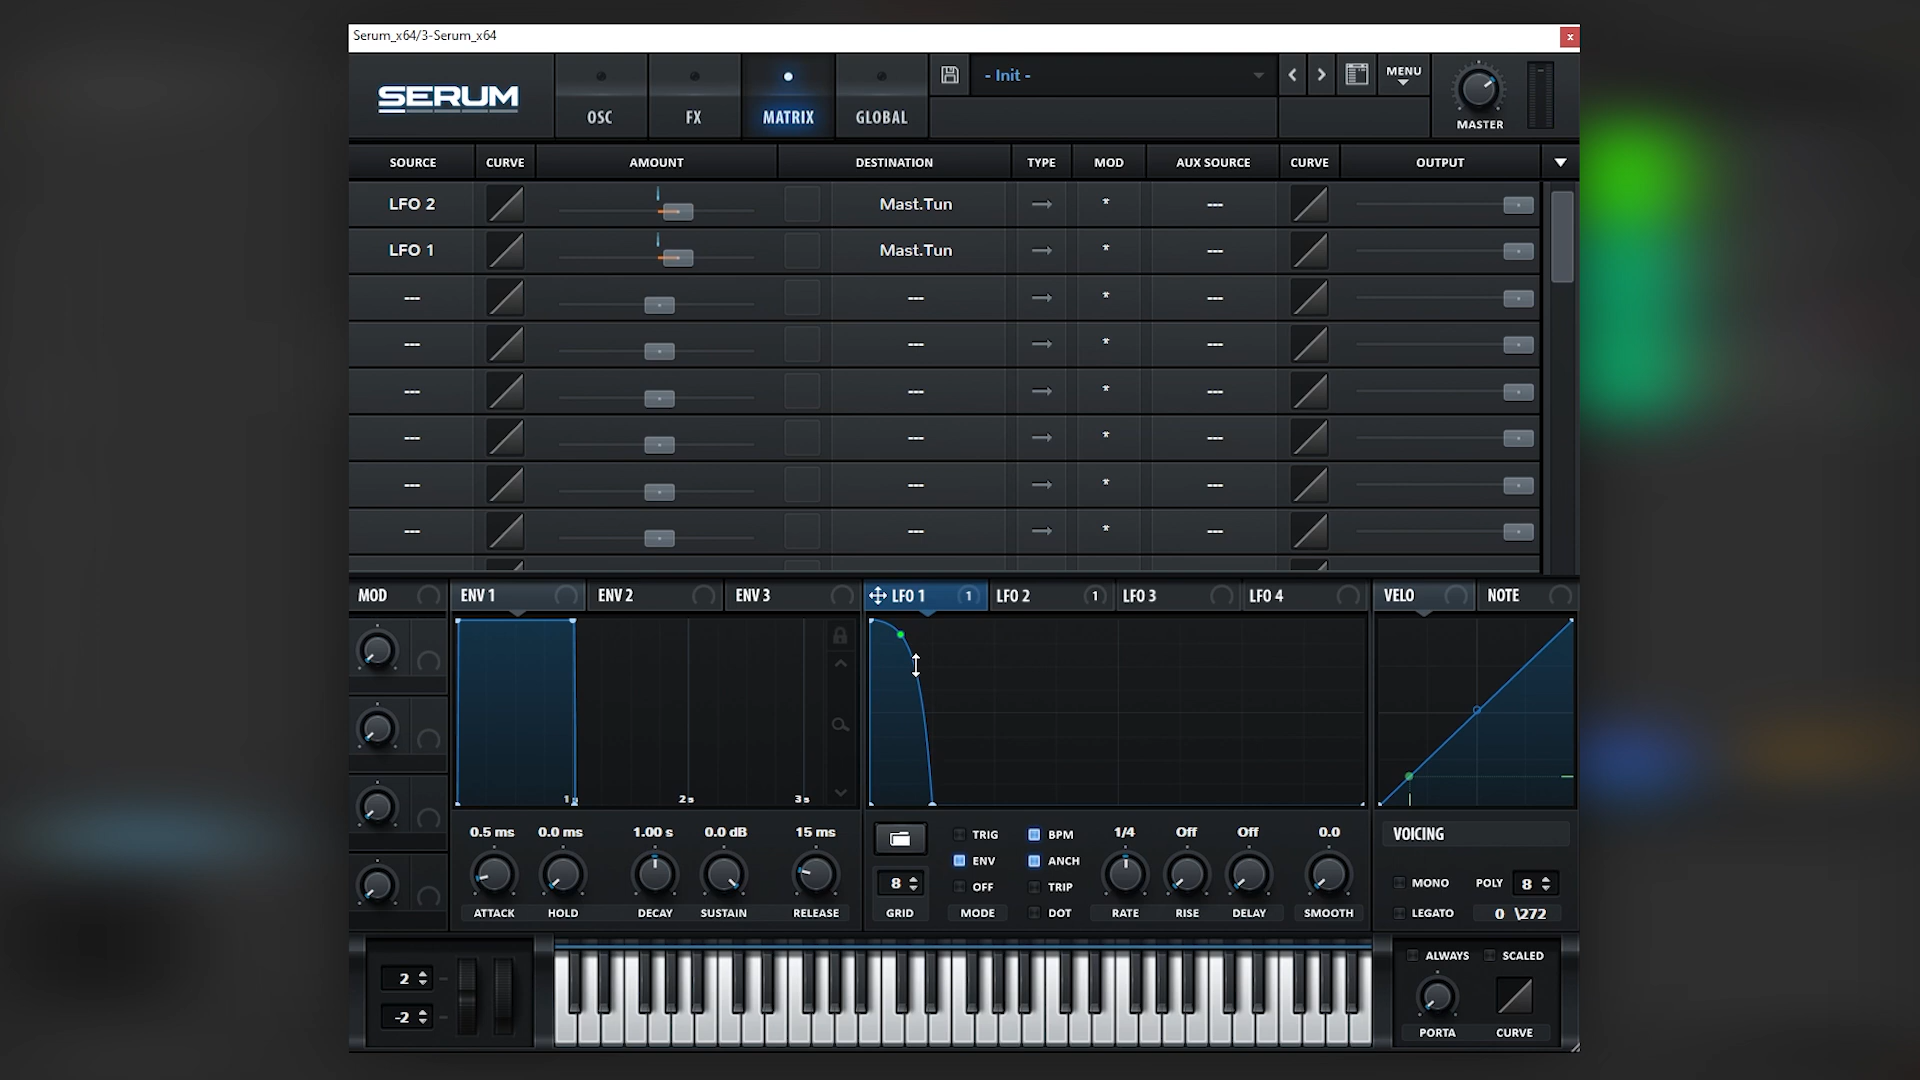 Serum_x64/3-Serum_x64
x
SERUM
OSC
FX
MATRIX
GLOBAL
- Init -
MENU
MASTER
SOURCE CURVE AMOUNT DESTINATION TYPE MOD AUX SOURCE CURVE OUTPUT
LFO 2 Mast.Tun * ---
LFO 1 Mast.Tun * ---
--- --- * ---
--- --- * ---
--- --- * ---
--- --- * ---
--- --- * ---
--- --- * ---
MOD ENV 1 ENV 2 ENV 3 LFO 1 1 LFO 2 1 LFO 3 LFO 4 VELO NOTE
1s 2s 3s
0.5 ms 0.0 ms 1.00 s 0.0 dB 15 ms
ATTACK HOLD DECAY SUSTAIN RELEASE
8
GRID
TRIG
ENV
OFF
MODE
BPM
ANCH
TRIP
DOT
1/4 Off Off 0.0
RATE RISE DELAY SMOOTH
VOICING
MONO POLY 8
LEGATO 0 \272
2
-2
ALWAYS SCALED
PORTA CURVE